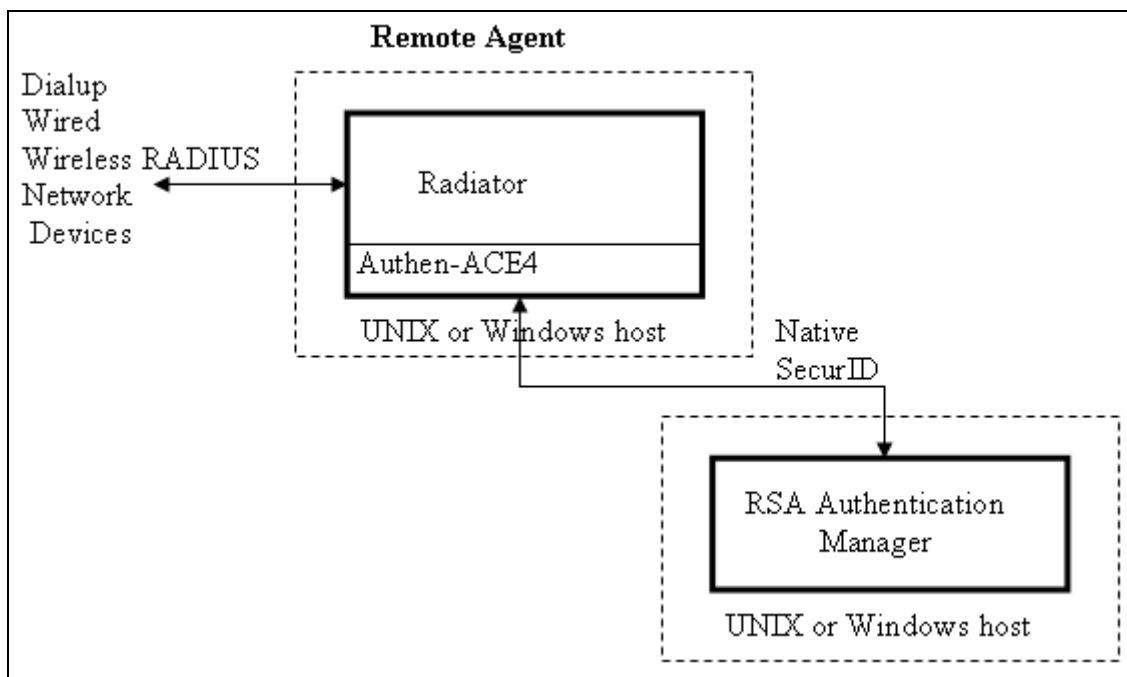 Remote Agent
Dialup
Wired
Wireless RADIUS
Network
Devices
Radiator
Authen-ACE4
UNIX or Windows host
Native
SecurID
RSA Authentication
Manager
UNIX or Windows host